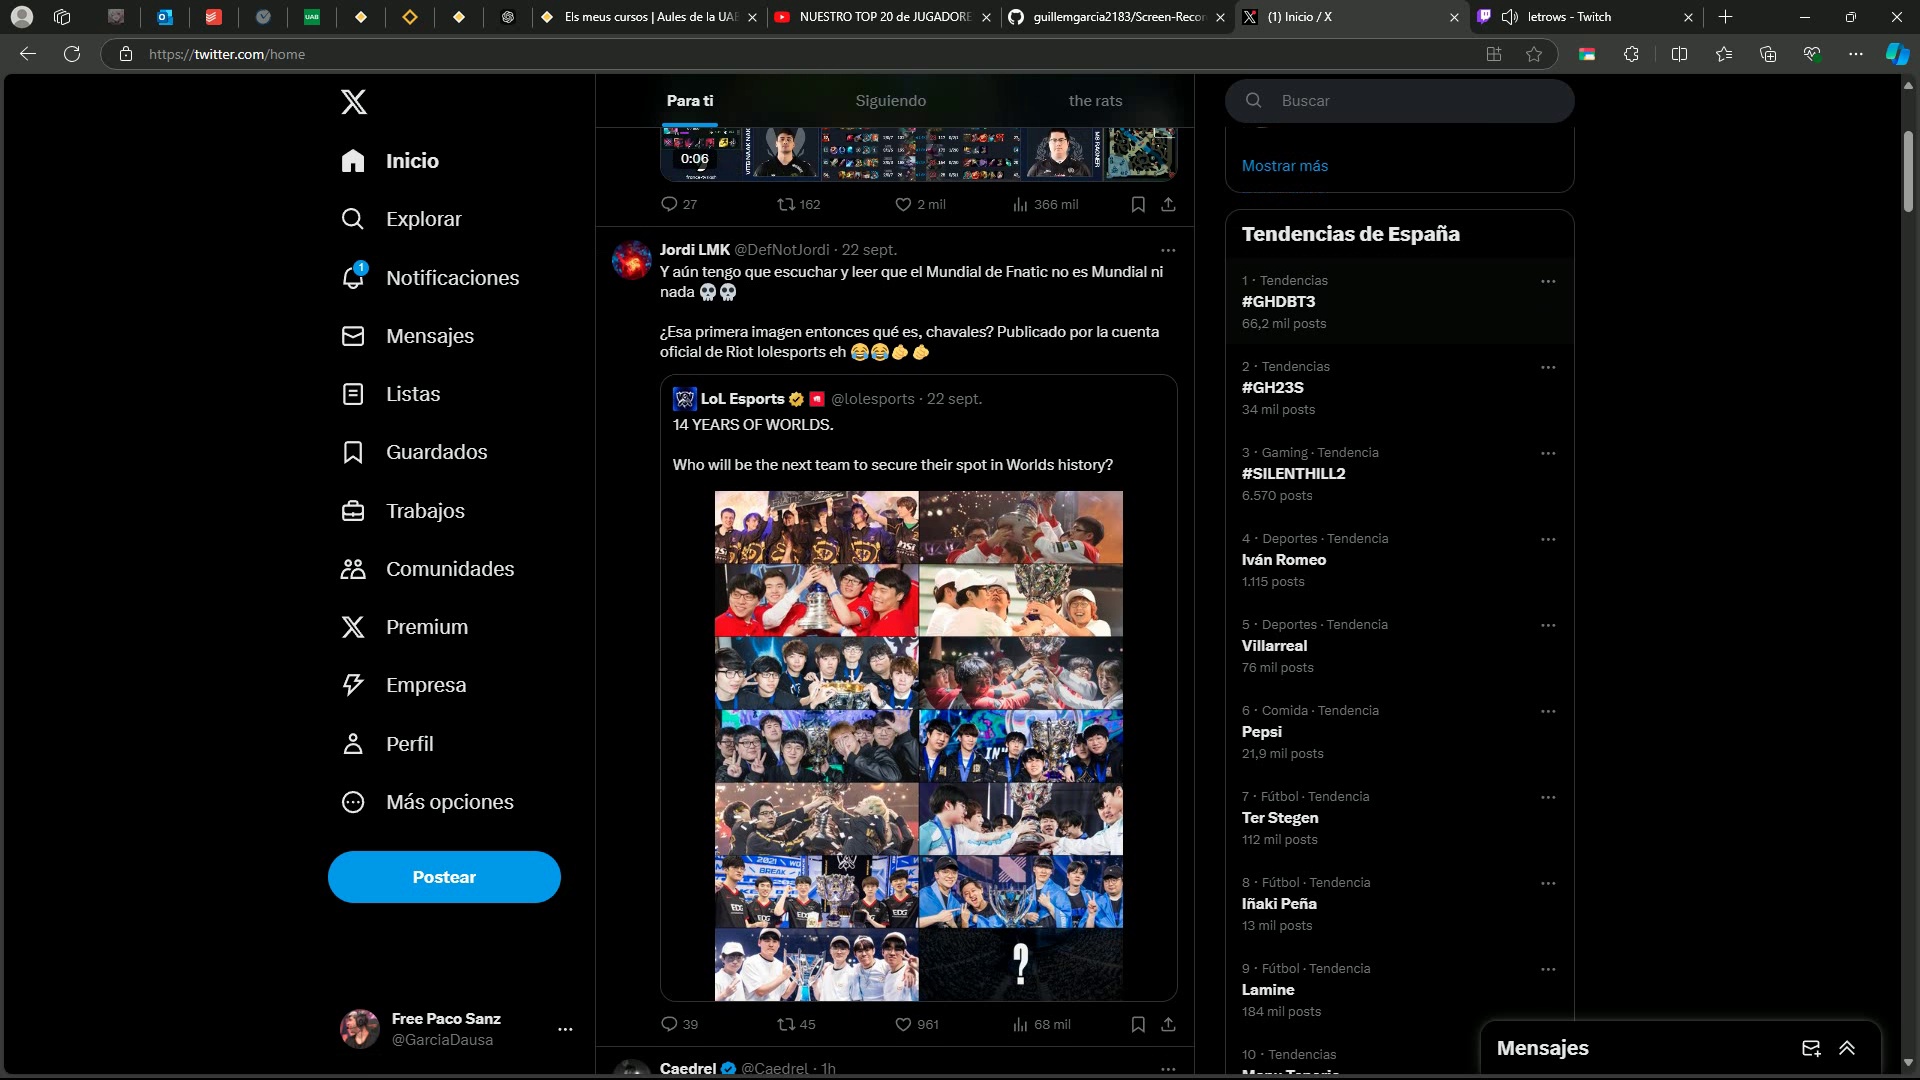 UAB
Els meus cursos | Aules de la UAB
NUESTRO TOP 20 de JUGADORE
guillemgarcia2183/Screen-Recor
(1) Inicio / X
letrows - Twitch
https://twitter.com/home
Inicio
Explorar
1
Notificaciones
Mensajes
Listas
Guardados
Trabajos
Comunidades
Premium
Empresa
Perfil
Más opciones
Postear
Free Paco Sanz
@GarciaDausa
Para ti
Siguiendo
the rats
0:06
27
162
2 mil
366 mil
Jordi LMK @DefNotJordi · 22 sept.
Y aún tengo que escuchar y leer que el Mundial de Fnatic no es Mundial ni
nada 💀💀
¿Esa primera imagen entonces qué es, chavales? Publicado por la cuenta
oficial de Riot lolesports eh 😂😂🫵🫵
LoL Esports @lolesports · 22 sept.
14 YEARS OF WORLDS.
Who will be the next team to secure their spot in Worlds history?
?
39
45
961
68 mil
Caedrel @Caedrel · 1h
Buscar
Mostrar más
Tendencias de España
1 · Tendencias
#GHDBT3
66,2 mil posts
2 · Tendencias
#GH23S
34 mil posts
3 · Gaming · Tendencia
#SILENTHILL2
6.570 posts
4 · Deportes · Tendencia
Iván Romeo
1.115 posts
5 · Deportes · Tendencia
Villarreal
76 mil posts
6 · Comida · Tendencia
Pepsi
21,9 mil posts
7 · Fútbol · Tendencia
Ter Stegen
112 mil posts
8 · Fútbol · Tendencia
Iñaki Peña
13 mil posts
9 · Fútbol · Tendencia
Lamine
184 mil posts
10 · Tendencias
Mensajes